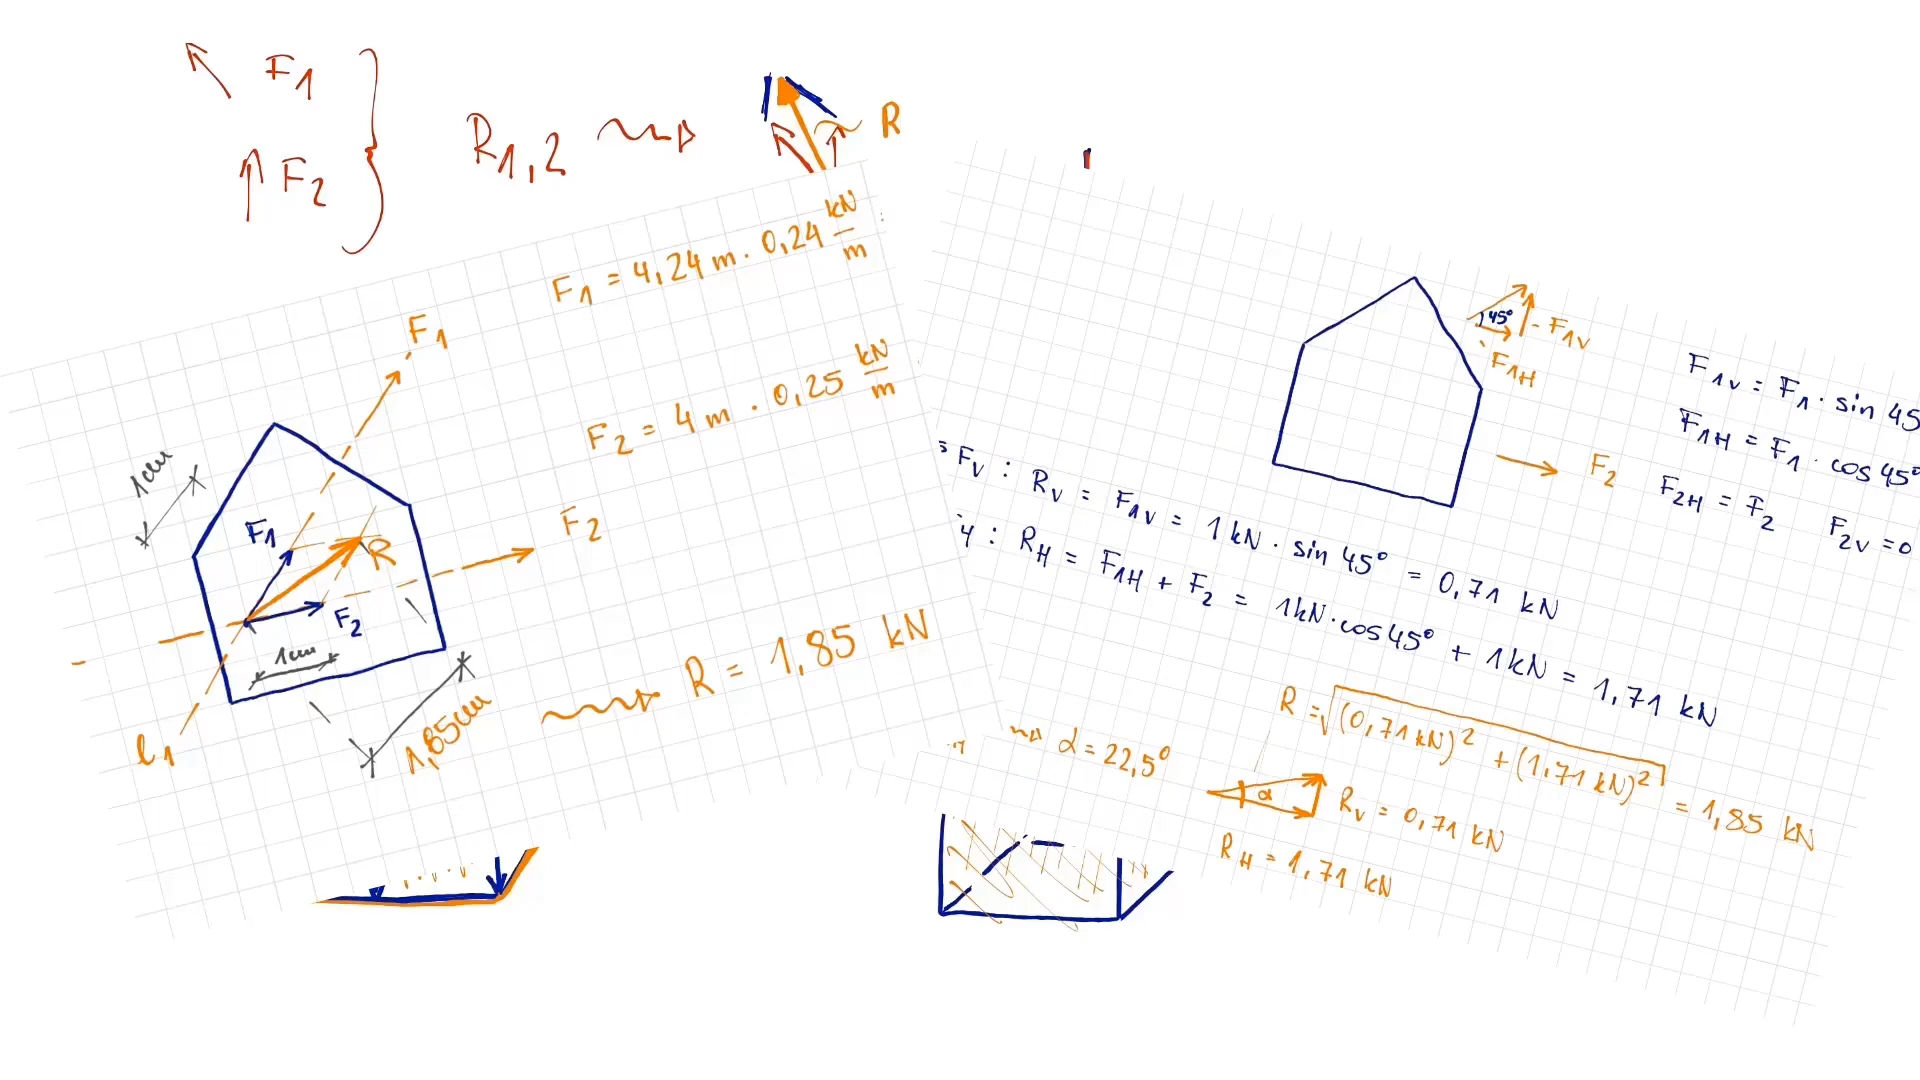 F1
F2
R1,2
R
F1 = 4,24 m · 0,24 kN/m
F2 = 4 m · 0,25 kN/m
F1
1cm
F1
R
F2
F2
1cm
l1
1,85cm
R = 1,85 kN
45°
F1V
F1H
F2
F1V = F1 · sin 45
F1H = F1 · cos 45°
F2H = F2 F2V = 0
FV : RV = F1V = 1 kN · sin 45° = 0,71 kN
: RH = F1H + F2 = 1kN · cos 45° + 1kN = 1,71 kN
R = √(0,71 kN)² + (1,71 kN)² = 1,85 kN
α = 22,5°
α
RV = 0,71 kN
RH = 1,71 kN